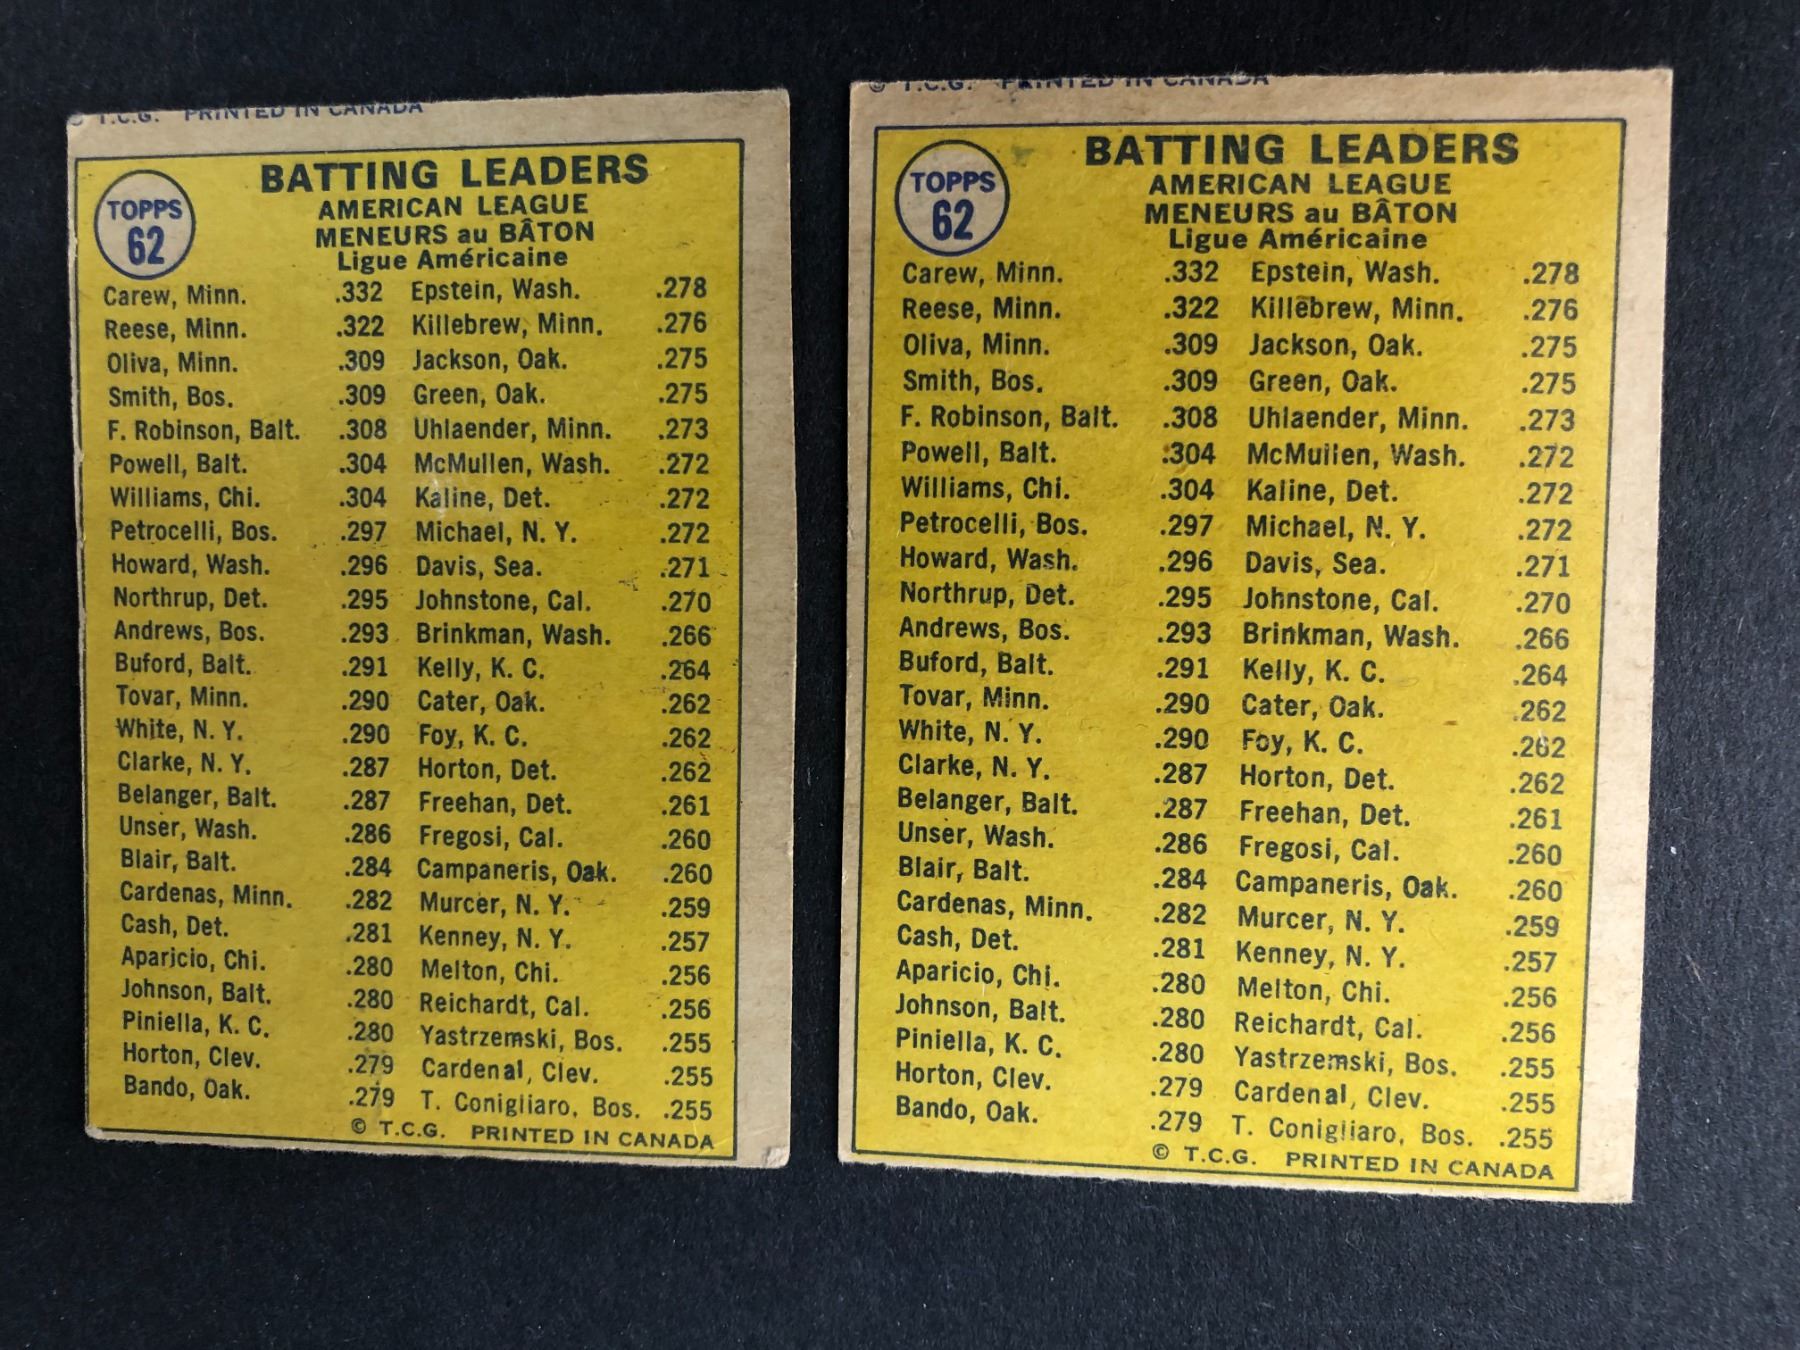 © T.C.G. PRINTED IN CANADA
BATTING LEADERS
AMERICAN LEAGUE
MENEURS au BÂTON
Ligue Américaine
TOPPS
62
Carew, Minn. .332 Epstein, Wash. .278
Reese, Minn. .322 Killebrew, Minn. .276
Oliva, Minn. .309 Jackson, Oak. .275
Smith, Bos. .309 Green, Oak. .275
F. Robinson, Balt. .308 Uhlaender, Minn. .273
Powell, Balt. .304 McMullen, Wash. .272
Williams, Chi. .304 Kaline, Det. .272
Petrocelli, Bos. .297 Michael, N. Y. .272
Howard, Wash. .296 Davis, Sea. .271
Northrup, Det. .295 Johnstone, Cal. .270
Andrews, Bos. .293 Brinkman, Wash. .266
Buford, Balt. .291 Kelly, K. C. .264
Tovar, Minn. .290 Cater, Oak. .262
White, N. Y. .290 Foy, K. C. .262
Clarke, N. Y. .287 Horton, Det. .262
Belanger, Balt. .287 Freehan, Det. .261
Unser, Wash. .286 Fregosi, Cal. .260
Blair, Balt. .284 Campaneris, Oak. .260
Cardenas, Minn. .282 Murcer, N. Y. .259
Cash, Det. .281 Kenney, N. Y. .257
Aparicio, Chi. .280 Melton, Chi. .256
Johnson, Balt. .280 Reichardt, Cal. .256
Piniella, K. C. .280 Yastrzemski, Bos. .255
Horton, Clev. .279 Cardenal, Clev. .255
Bando, Oak. .279 T. Conigliaro, Bos. .255
© T.C.G. PRINTED IN CANADA
© T.C.G. PRINTED IN CANADA
BATTING LEADERS
AMERICAN LEAGUE
MENEURS au BÂTON
Ligue Américaine
TOPPS
62
Carew, Minn. .332 Epstein, Wash. .278
Reese, Minn. .322 Killebrew, Minn. .276
Oliva, Minn. .309 Jackson, Oak. .275
Smith, Bos. .309 Green, Oak. .275
F. Robinson, Balt. .308 Uhlaender, Minn. .273
Powell, Balt. .304 McMullen, Wash. .272
Williams, Chi. .304 Kaline, Det. .272
Petrocelli, Bos. .297 Michael, N. Y. .272
Howard, Wash. .296 Davis, Sea. .271
Northrup, Det. .295 Johnstone, Cal. .270
Andrews, Bos. .293 Brinkman, Wash. .266
Buford, Balt. .291 Kelly, K. C. .264
Tovar, Minn. .290 Cater, Oak. .262
White, N. Y. .290 Foy, K. C. .262
Clarke, N. Y. .287 Horton, Det. .262
Belanger, Balt. .287 Freehan, Det. .261
Unser, Wash. .286 Fregosi, Cal. .260
Blair, Balt. .284 Campaneris, Oak. .260
Cardenas, Minn. .282 Murcer, N. Y. .259
Cash, Det. .281 Kenney, N. Y. .257
Aparicio, Chi. .280 Melton, Chi. .256
Johnson, Balt. .280 Reichardt, Cal. .256
Piniella, K. C. .280 Yastrzemski, Bos. .255
Horton, Clev. .279 Cardenal, Clev. .255
Bando, Oak. .279 T. Conigliaro, Bos. .255
© T.C.G. PRINTED IN CANADA